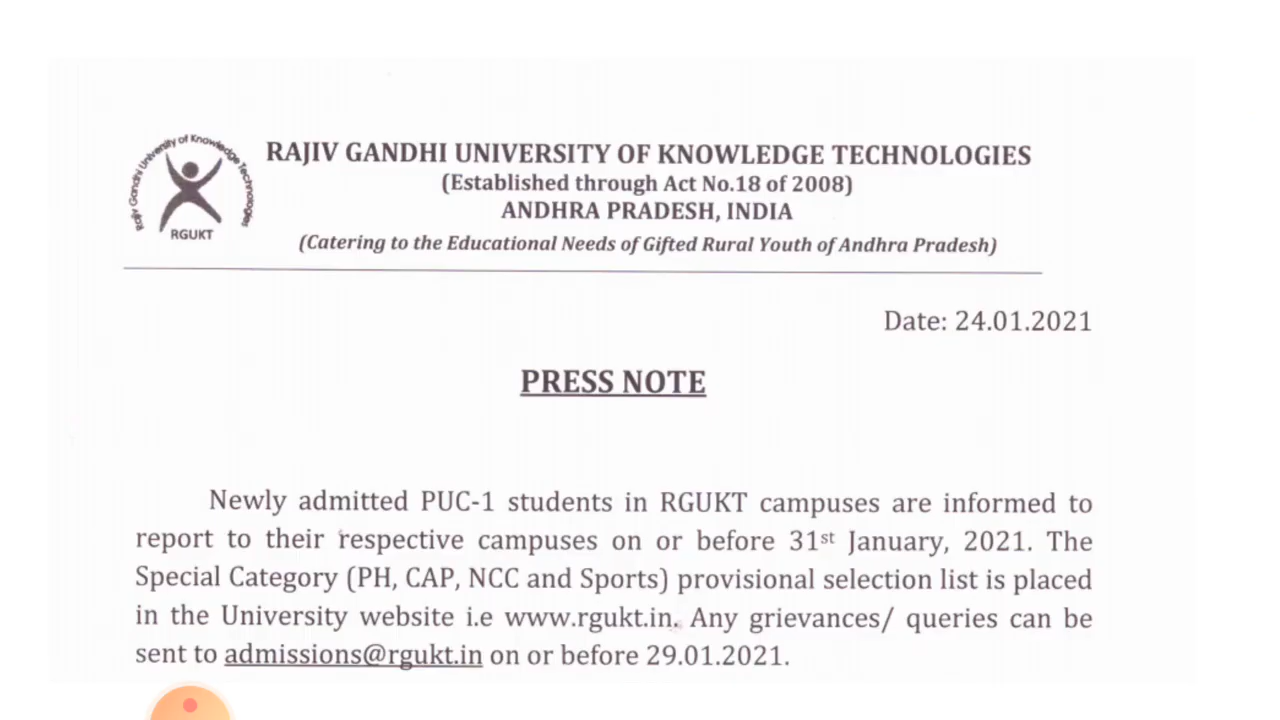 Rajiv Gandhi University of Knowledge Technologies
RGUKT
RAJIV GANDHI UNIVERSITY OF KNOWLEDGE TECHNOLOGIES
(Established through Act No.18 of 2008)
ANDHRA PRADESH, INDIA
(Catering to the Educational Needs of Gifted Rural Youth of Andhra Pradesh)
Date: 24.01.2021
PRESS NOTE
Newly admitted PUC-1 students in RGUKT campuses are informed to
report to their respective campuses on or before 31st January, 2021. The
Special Category (PH, CAP, NCC and Sports) provisional selection list is placed
in the University website i.e www.rgukt.in. Any grievances/ queries can be
sent to admissions@rgukt.in on or before 29.01.2021.